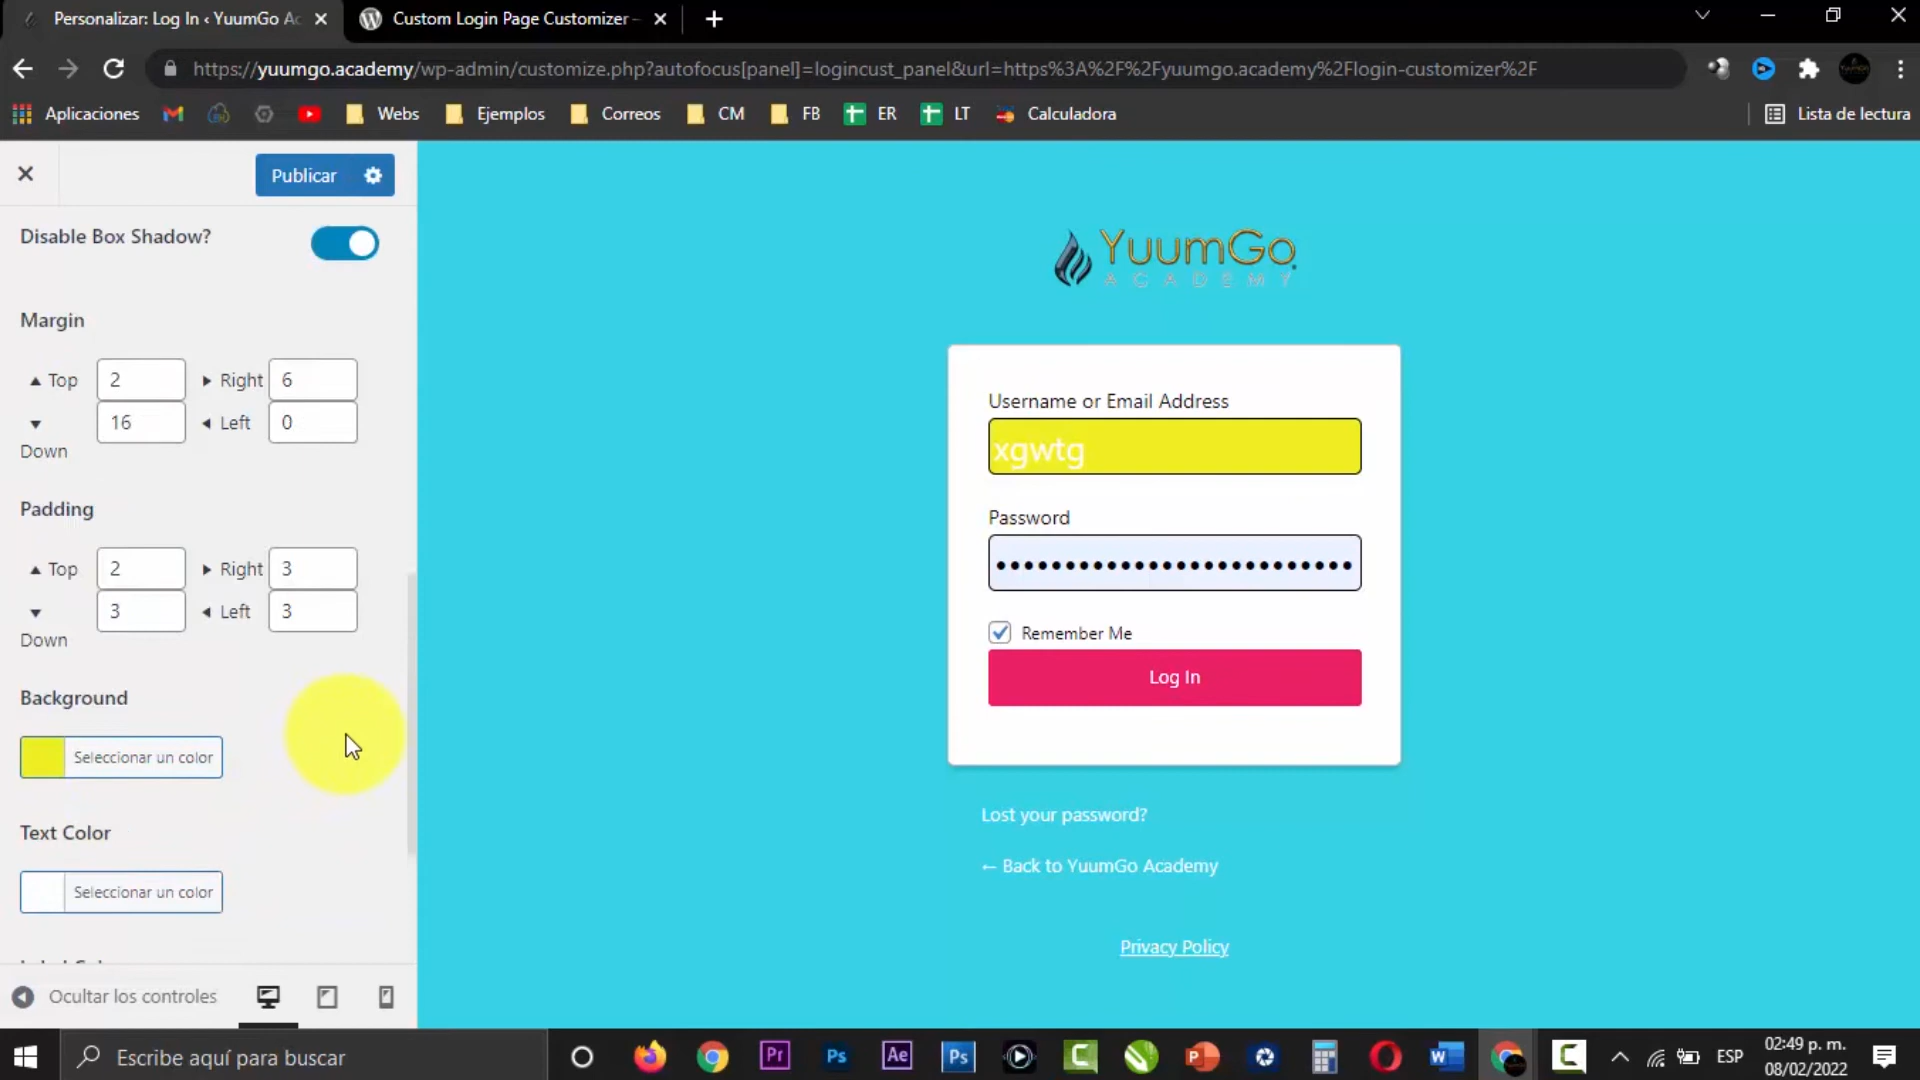 Personalizar: Log In ‹ YuumGo Ac
Custom Login Page Customizer –
https://yuumgo.academy/wp-admin/customize.php?autofocus[panel]=logincust_panel&url=https%3A%2F%2Fyuumgo.academy%2Flogin-customizer%2F
Aplicaciones
Webs
Ejemplos
Correos
CM
FB
ER
LT
Calculadora
Lista de lectura
Publicar
Disable Box Shadow?
Margin
Top 2 Right 6
16 Left 0
Down
Padding
Top 2 Right 3
3 Left 3
Down
Background
Seleccionar un color
Text Color
Seleccionar un color
Ocultar los controles
YuumGo
ACADEMY
Username or Email Address
xgwtg
Password
Remember Me
Log In
Lost your password?
← Back to YuumGo Academy
Privacy Policy
Escribe aquí para buscar
Pr
Ps
Ae
Ps
ESP
02:49 p. m.
08/02/2022